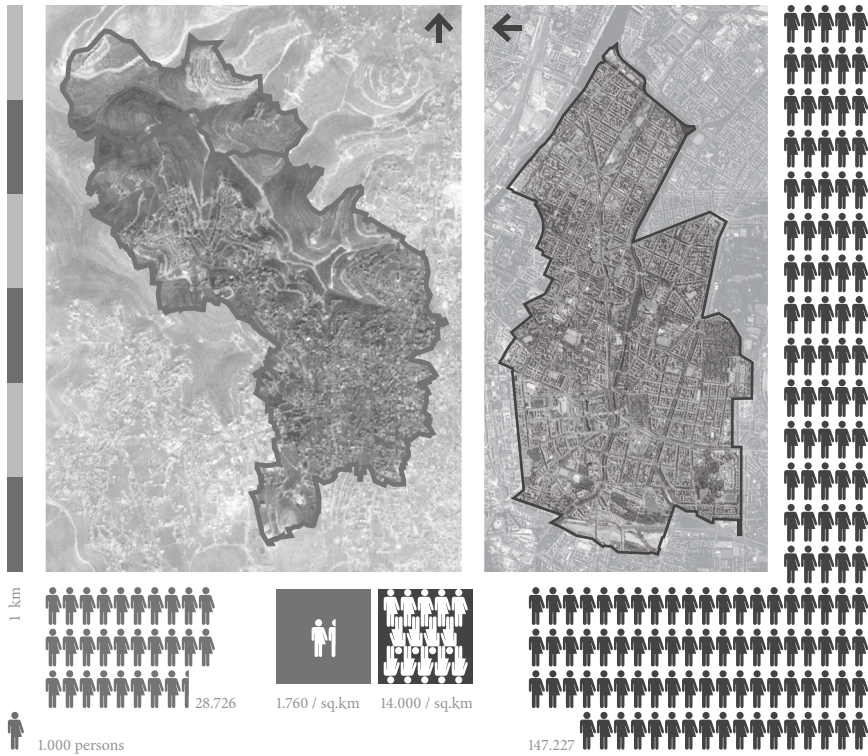 1 km
28.726
1.760 / sq.km
14.000 / sq.km
1.000 persons
147.227